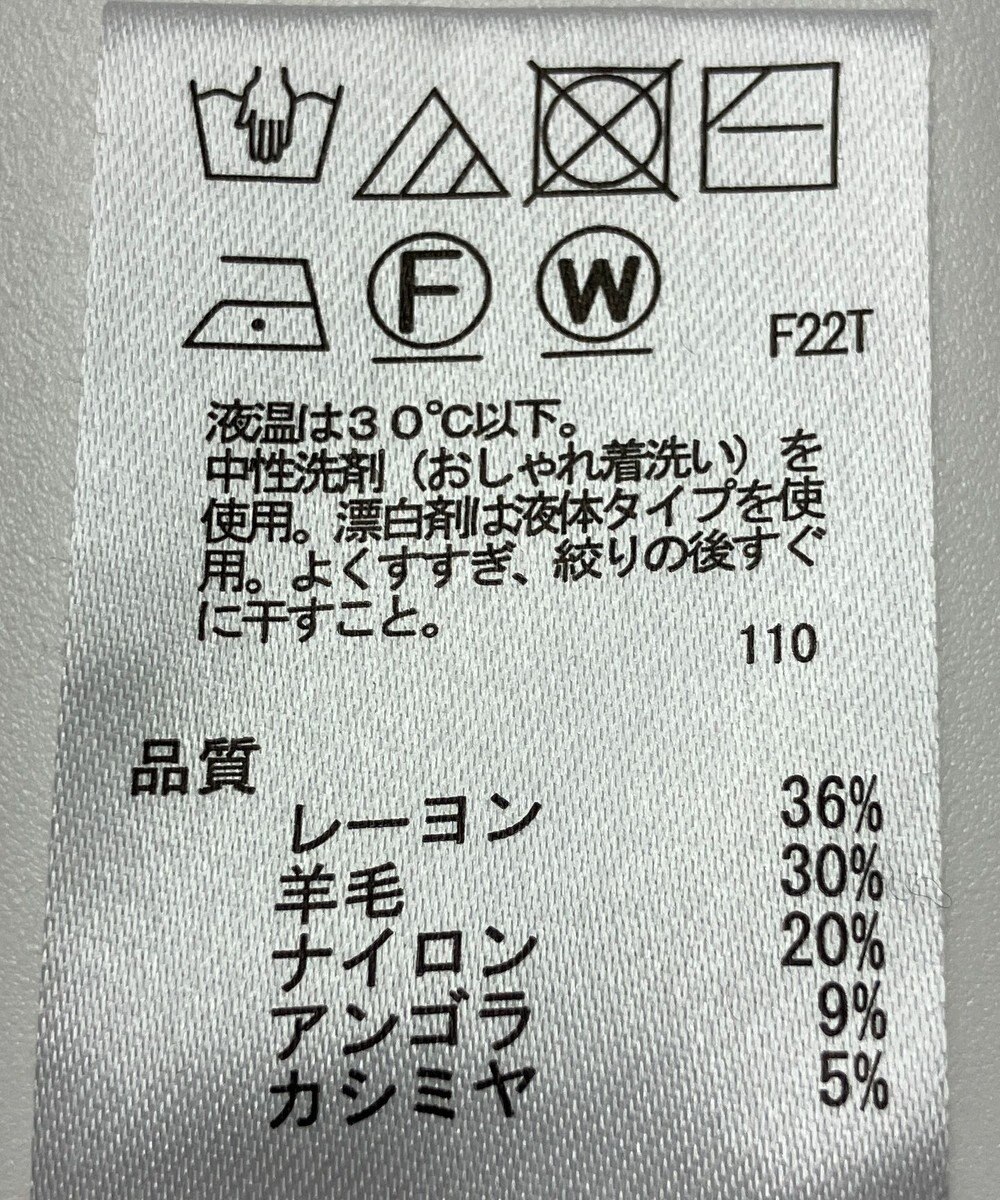 F W F22T
液温は30℃以下。
中性洗剤（おしゃれ着洗い）を
使用。漂白剤は液体タイプを使
用。よくすすぎ、絞りの後すぐ
に干すこと。
110
品質
レーヨン 36%
羊毛 30%
ナイロン 20%
アンゴラ 9%
カシミヤ 5%